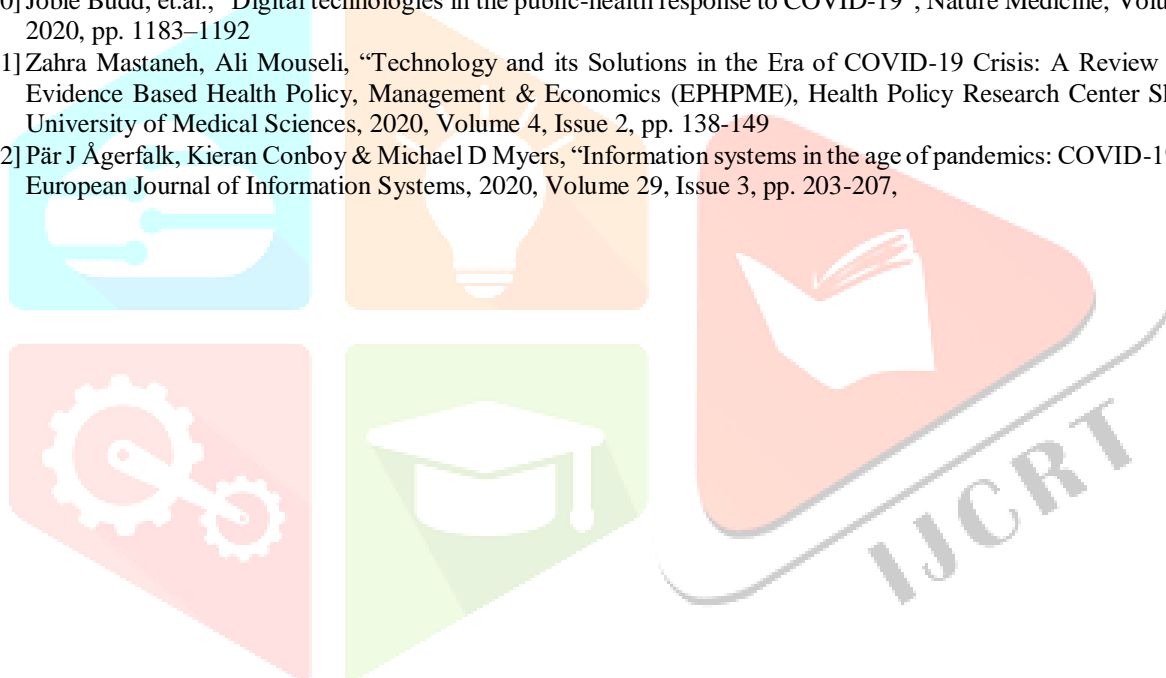 0] Jobie Budd, et.al., “Digital technologies in the public-health response to COVID-19”, Nature Medicine,
2020, pp. 1183–1192
1] Zahra Mastaneh, Ali Mouseli, “Technology and its Solutions in the Era of COVID-19 Crisis: A Review
Evidence Based Health Policy, Management & Economics (EPHPME), Health Policy Research Center
University of Medical Sciences, 2020, Volume 4, Issue 2, pp. 138-149
2] Pär J Ågerfalk, Kieran Conboy & Michael D Myers, “Information systems in the age of pandemics:
European Journal of Information Systems, 2020, Volume 29, Issue 3, pp. 203-207,
IJCRT